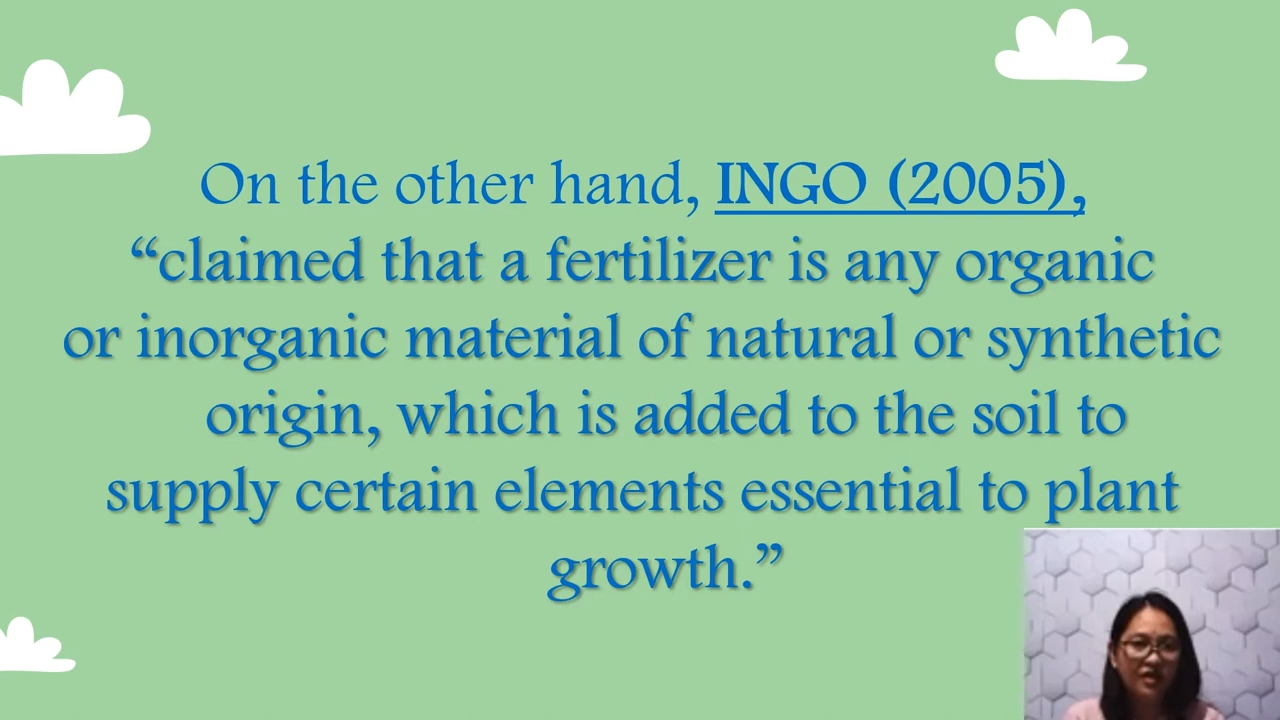 On the other hand, INGO (2005),
“claimed that a fertilizer is any organic
or inorganic material of natural or synthetic
origin, which is added to the soil to
supply certain elements essential to plant
growth.”